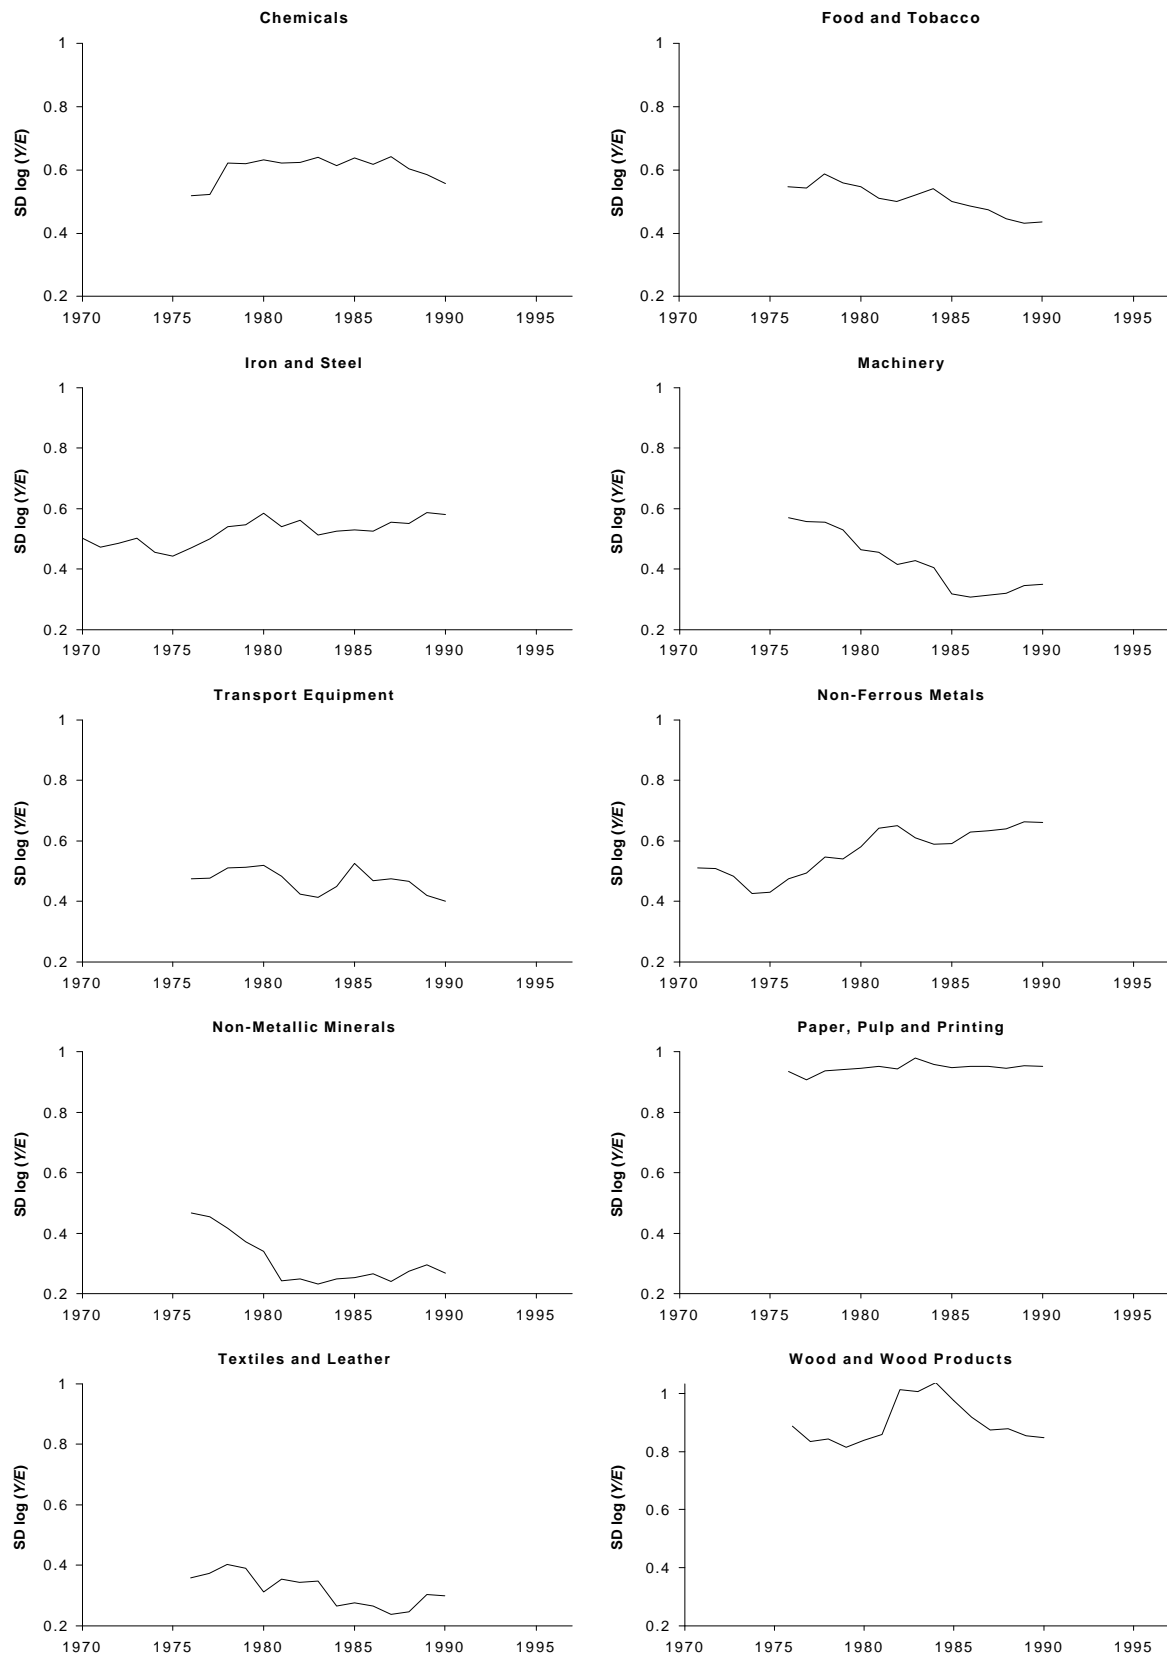 Chemicals
1
0.8
0.6
0.4
0.2
SD log (Y/E)
1970 1975 1980 1985 1990 1995
Food and Tobacco
1
0.8
0.6
0.4
0.2
SD log (Y/E)
1970 1975 1980 1985 1990 1995
Iron and Steel
1
0.8
0.6
0.4
0.2
SD log (Y/E)
1970 1975 1980 1985 1990 1995
Machinery
1
0.8
0.6
0.4
0.2
SD log (Y/E)
1970 1975 1980 1985 1990 1995
Transport Equipment
1
0.8
0.6
0.4
0.2
SD log (Y/E)
1970 1975 1980 1985 1990 1995
Non-Ferrous Metals
1
0.8
0.6
0.4
0.2
SD log (Y/E)
1970 1975 1980 1985 1990 1995
Non-Metallic Minerals
1
0.8
0.6
0.4
0.2
SD log (Y/E)
1970 1975 1980 1985 1990 1995
Paper, Pulp and Printing
1
0.8
0.6
0.4
0.2
SD log (Y/E)
1970 1975 1980 1985 1990 1995
Textiles and Leather
1
0.8
0.6
0.4
0.2
SD log (Y/E)
1970 1975 1980 1985 1990 1995
Wood and Wood Products
1
0.8
0.6
0.4
0.2
SD log (Y/E)
1970 1975 1980 1985 1990 1995